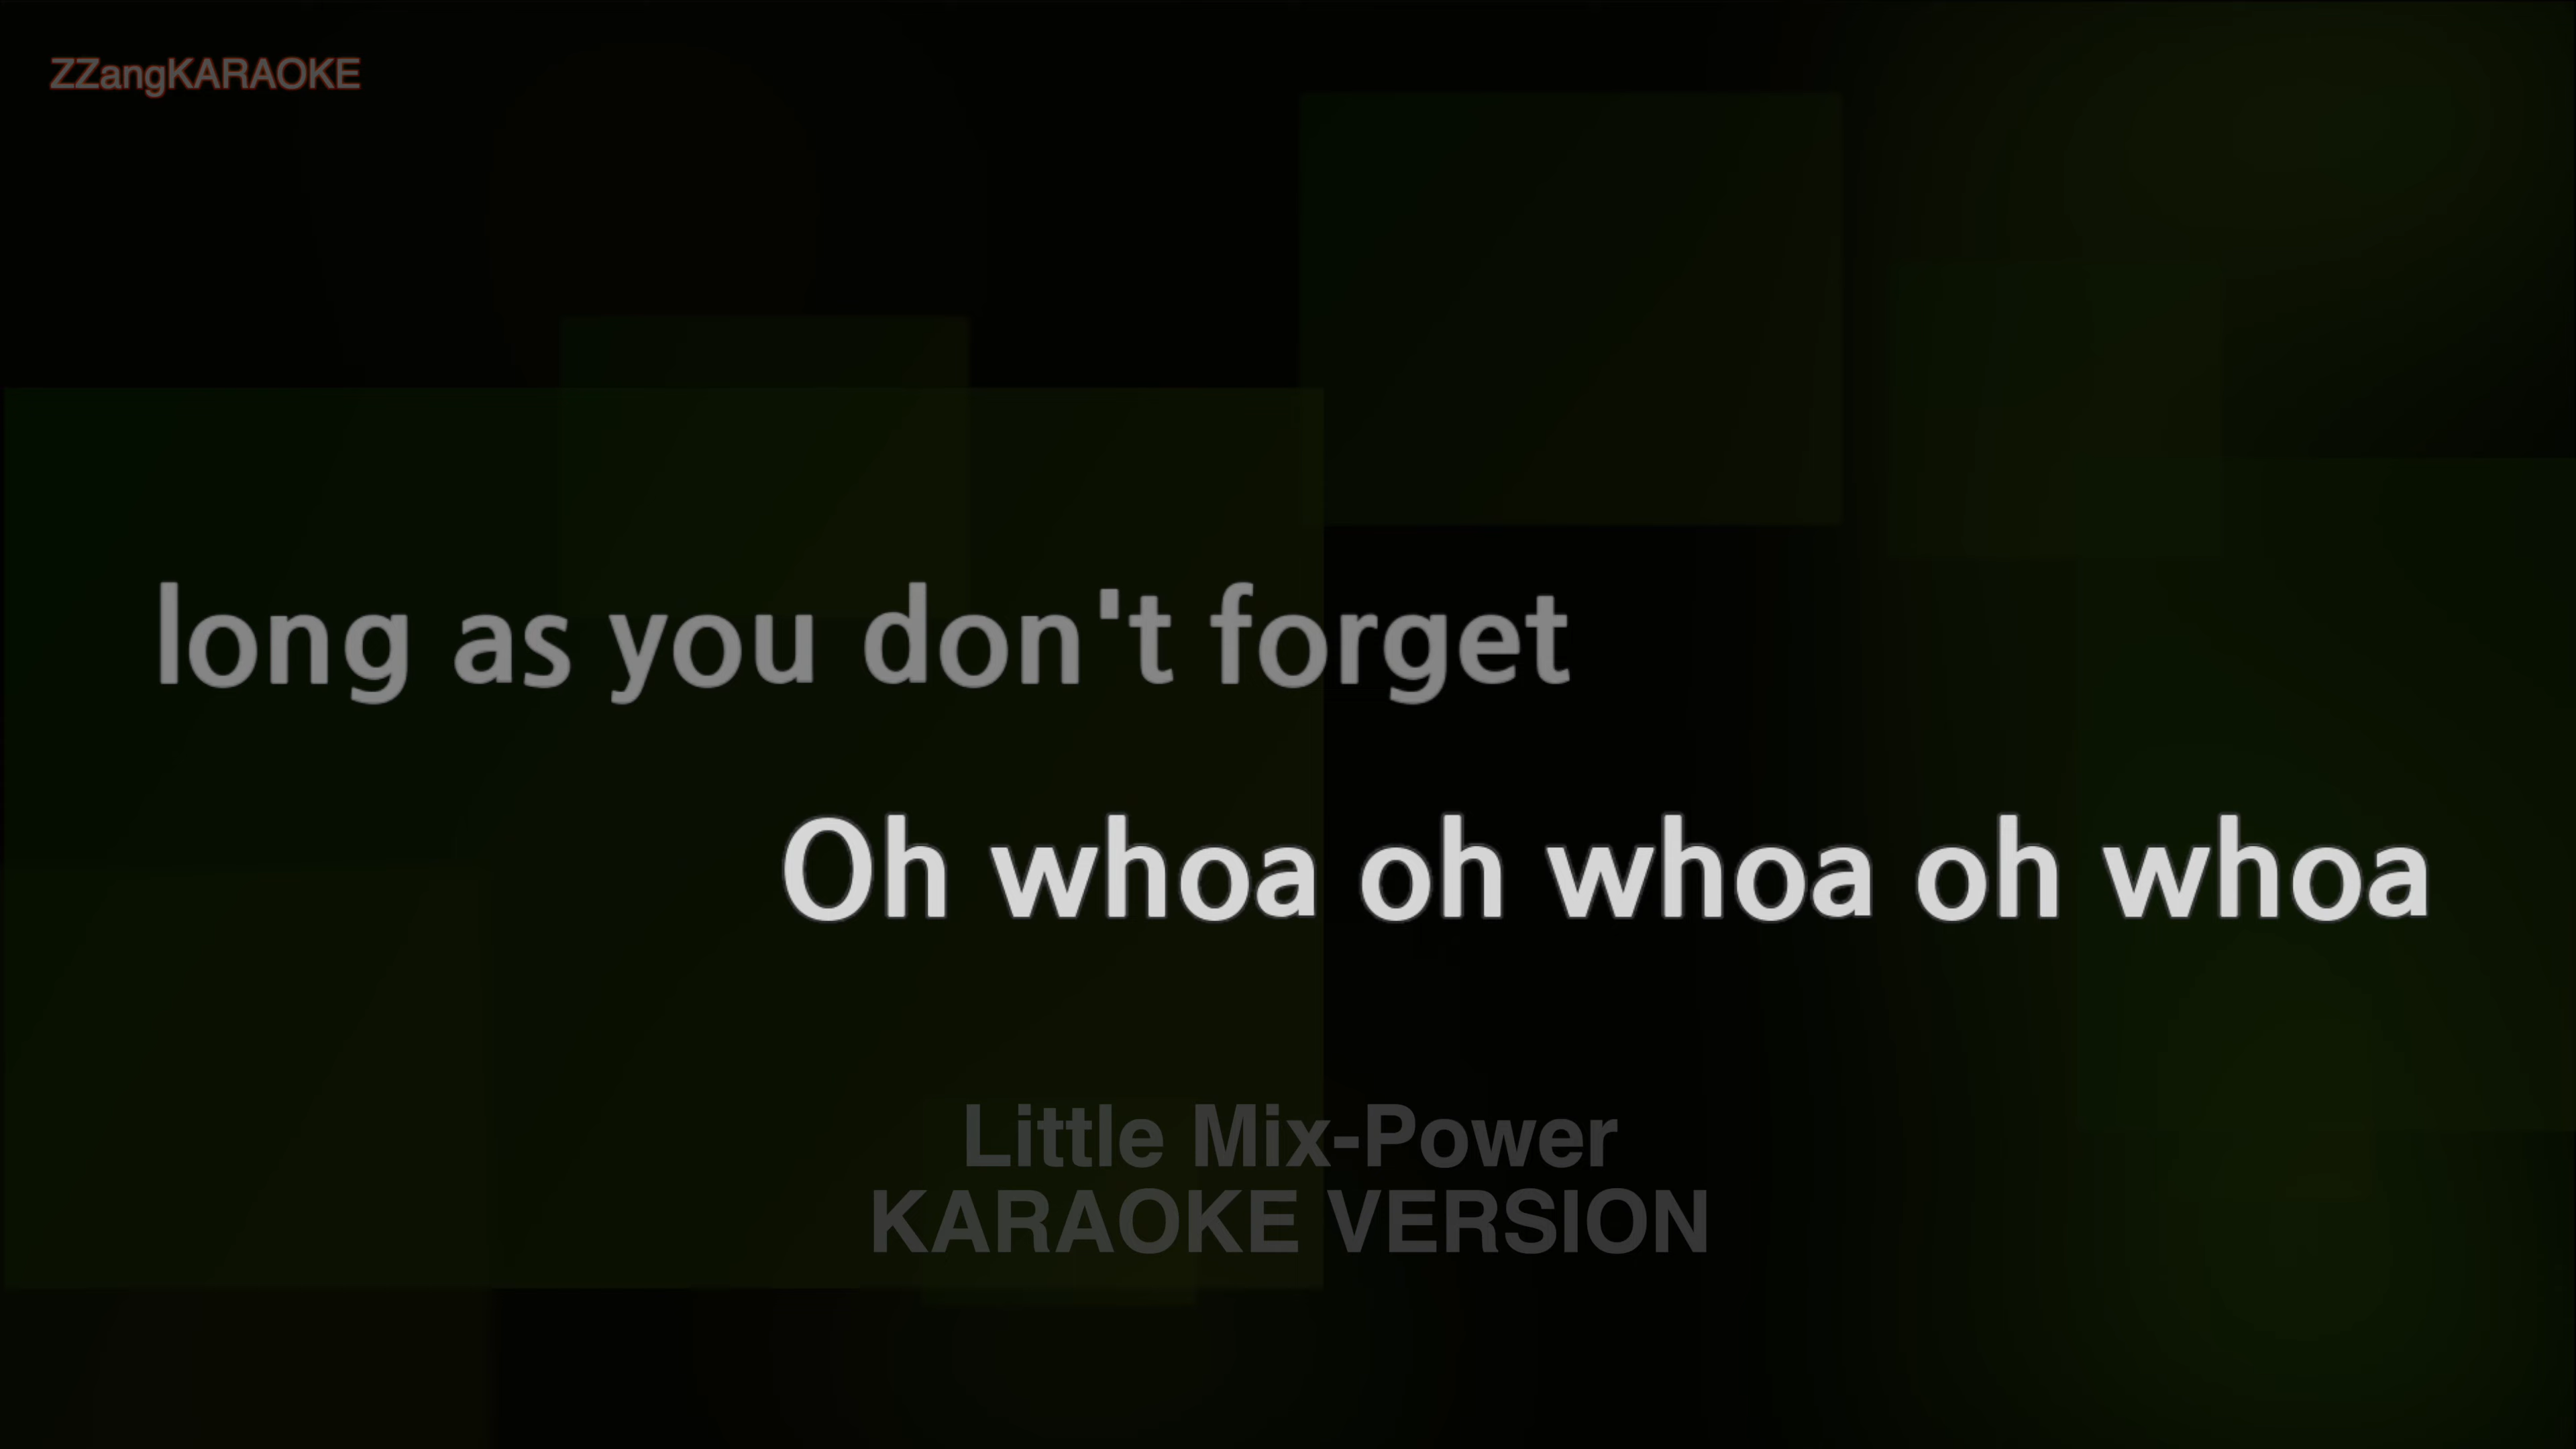 ZZangKARAOKE
long as you don't forget
Oh whoa oh whoa oh whoa
Little Mix-Power
KARAOKE VERSION